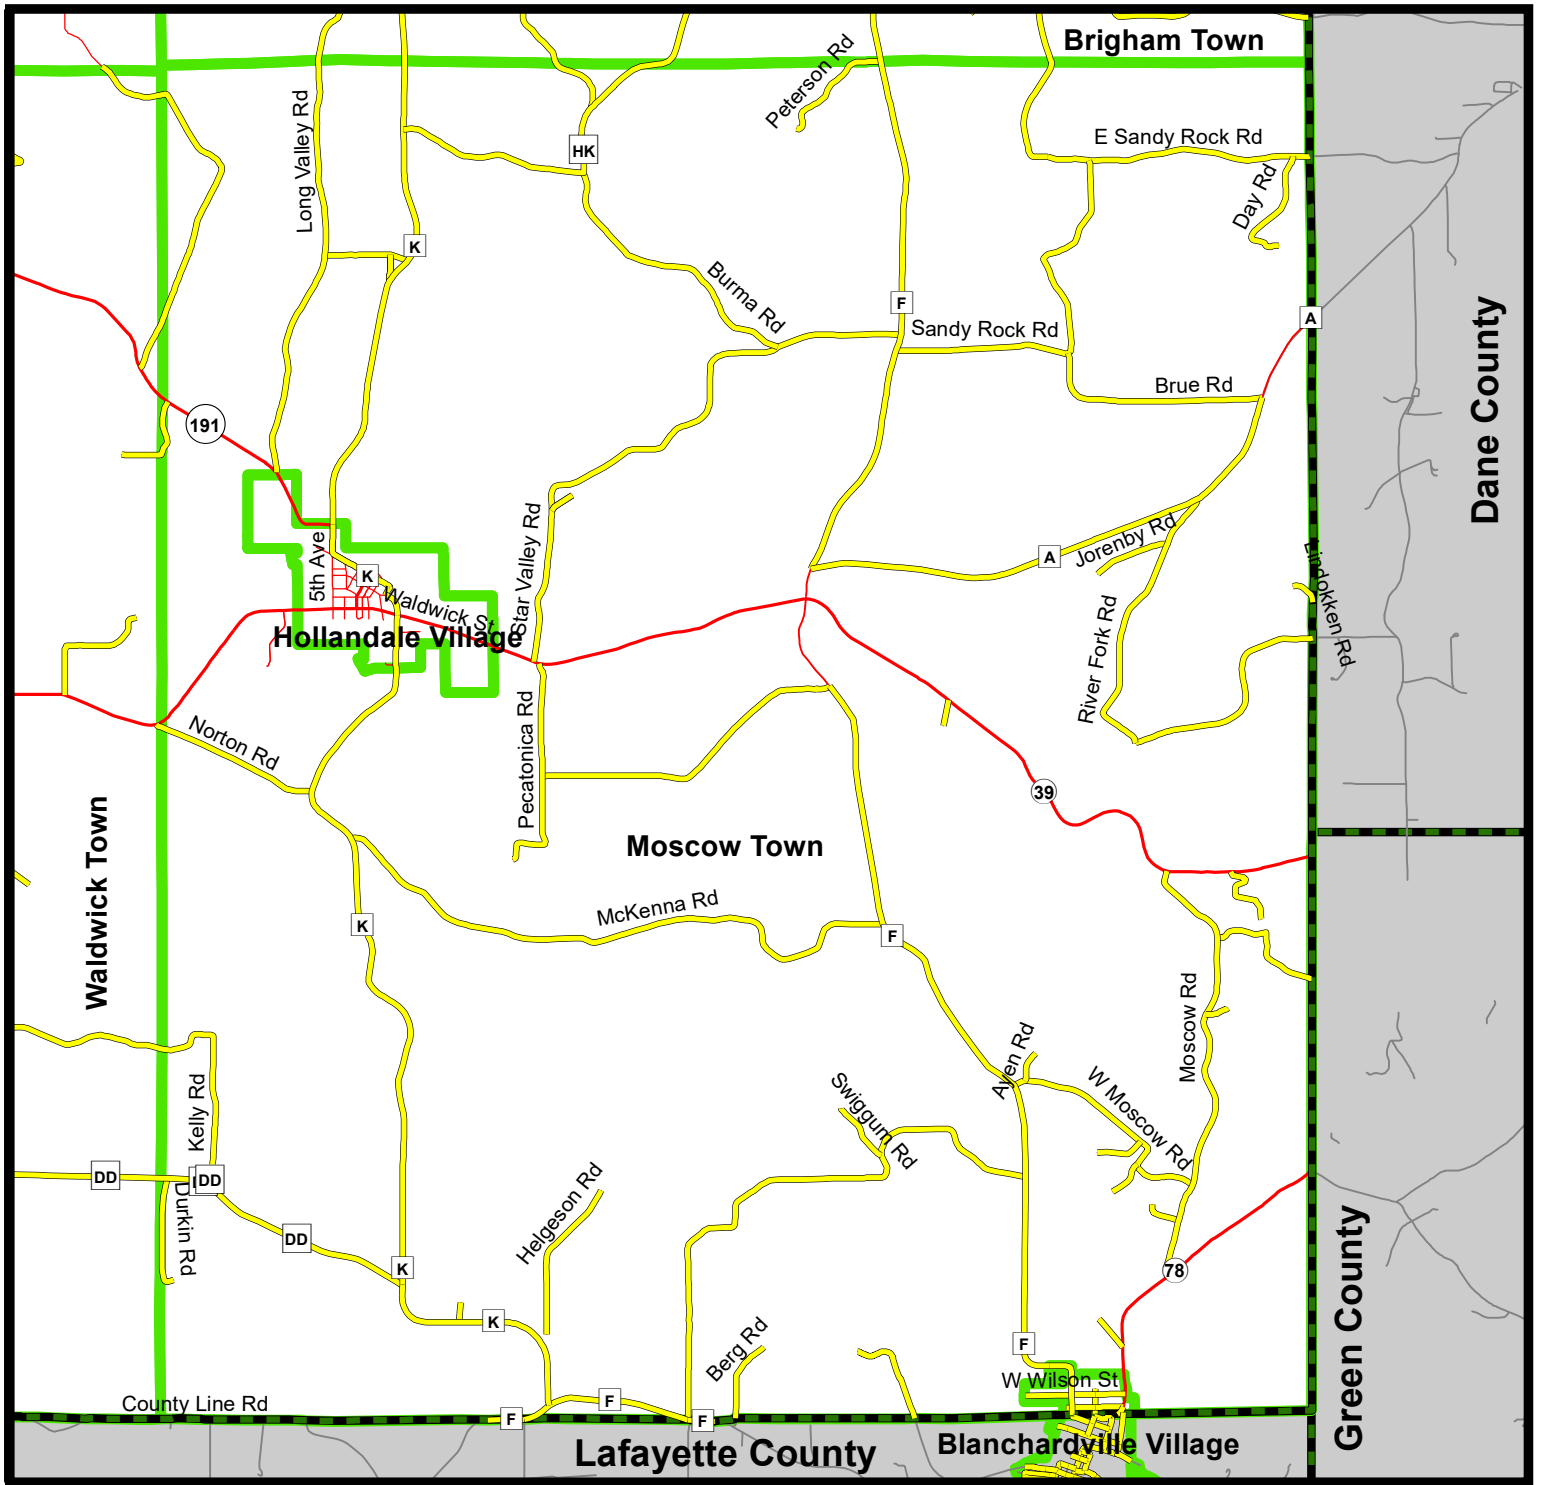 Brigham Town
Peterson Rd
E Sandy Rock Rd
Long Valley Rd
HK
Day Rd
K
Burma Rd
F
Sandy Rock Rd
A
Dane County
Brue Rd
191
Star Valley Rd
5th Ave
A
Jorenby Rd
K
Waldwick St
Lindokken Rd
Hollandale Village
River Fork Rd
Norton Rd
Pecatonica Rd
39
Waldwick Town
Moscow Town
McKenna Rd
K
F
Moscow Rd
Aven Rd
W Moscow Rd
Swiggum Rd
Kelly Rd
DD
DD
Durkin Rd
DD
Helgeson Rd
K
78
Green County
K
F
Berg Rd
W Wilson St
County Line Rd
F
F
F
Lafayette County
Blanchardville Village